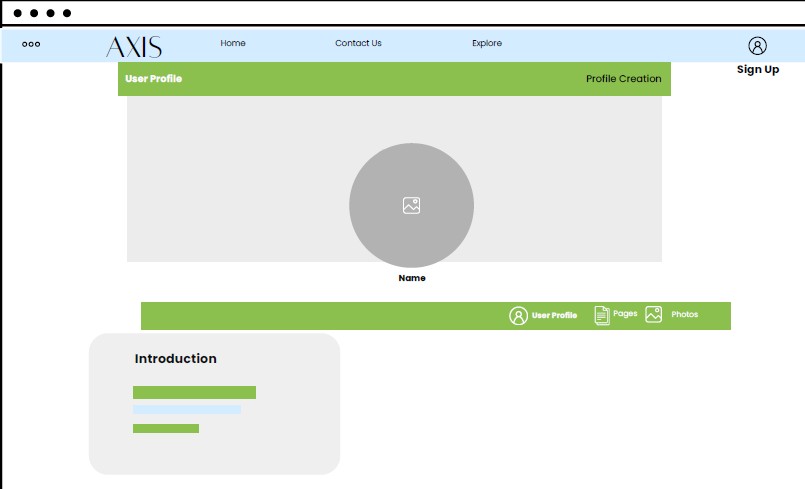 AXIS
Home
Contact Us
Explore
Sign Up
User Profile
Profile Creation
Name
User Profile
Pages
Photos
Introduction